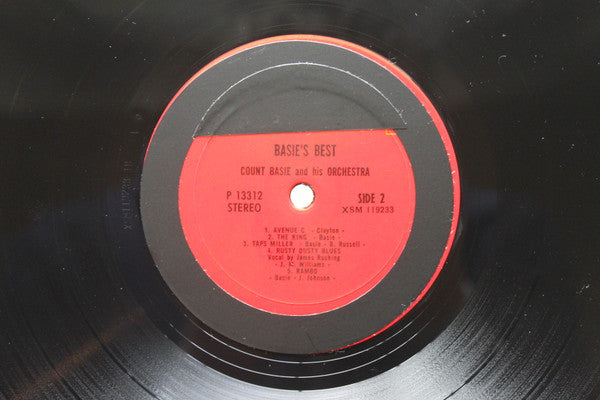 BASIE'S BEST
COUNT BASIE and his ORCHESTRA
P 13312 SIDE 2
STEREO XSM 119233
1. AVENUE C - Clayton -
2. THE KING - Basie -
3. TAPS MILLER - Basie - B. Russell -
4. RUSTY DUSTY BLUES
Vocal by James Rushing
- J. M. Williams -
5. RAMBO
- Basie - J. Johnson -